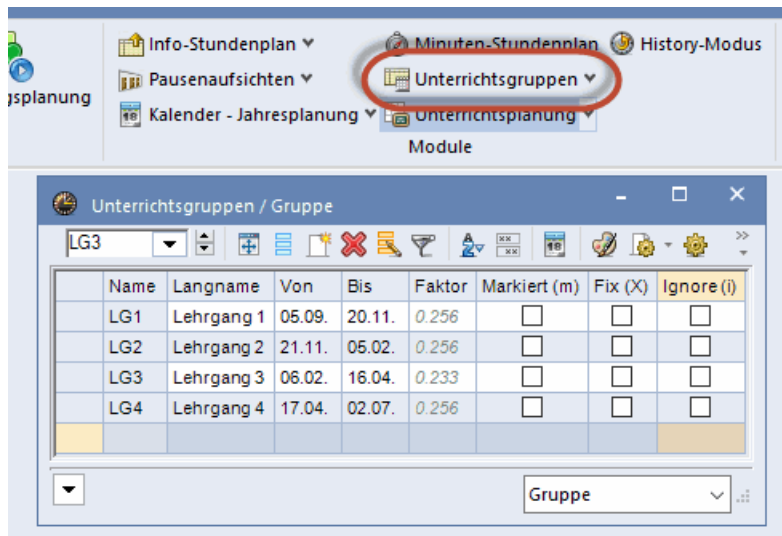 Info-Stundenplan
Minuten-Stundenplan
History-Modus
Pausenaufsichten
Unterrichtsgruppen
gsplanung
Kalender - Jahresplanung
Unterrichtsplanung
Module
Unterrichtsgruppen / Gruppe
LG3
Name Langname Von Bis Faktor Markiert (m) Fix (X) Ignore (i)
LG1 Lehrgang 1 05.09. 20.11. 0.256
LG2 Lehrgang 2 21.11. 05.02. 0.256
LG3 Lehrgang 3 06.02. 16.04. 0.233
LG4 Lehrgang 4 17.04. 02.07. 0.256
Gruppe